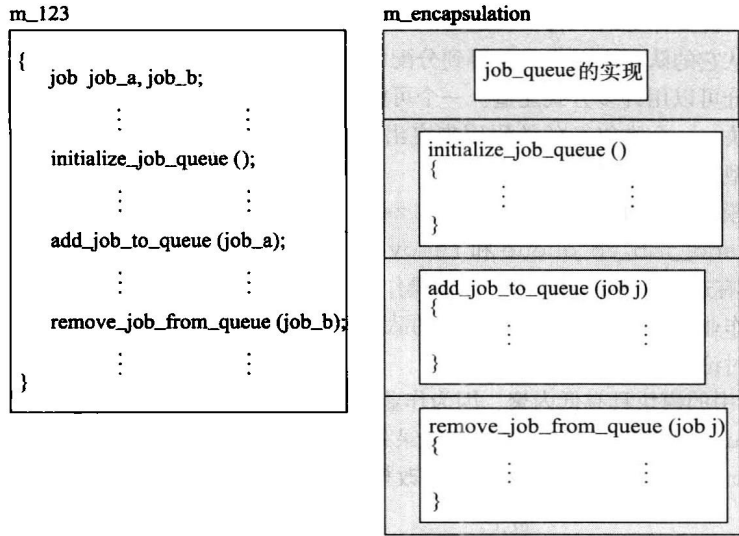 m_123
{
job job_a, job_b;
initialize_job_queue ();
add_job_to_queue (job_a);
remove_job_from_queue (job_b);
}
m_encapsulation
job_queue的实现
initialize_job_queue ()
{
}
add_job_to_queue (job j)
{
}
remove_job_from_queue (job j)
{
}